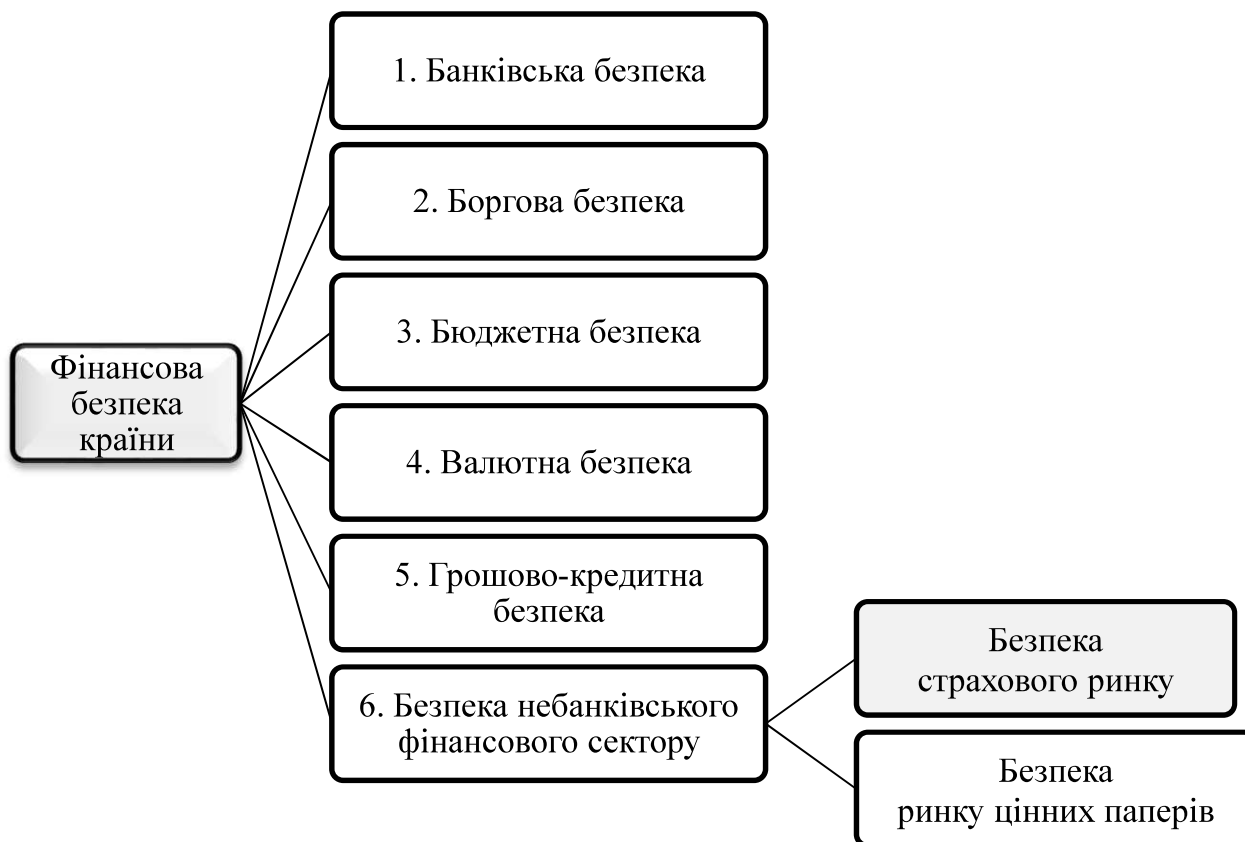 1. Банківська безпека
2. Боргова безпека
3. Бюджетна безпека
Фінансова
безпека
країни
4. Валютна безпека
5. Грошово-кредитна
безпека
6. Безпека небанківського
фінансового сектору
Безпека
страхового ринку
Безпека
ринку цінних паперів